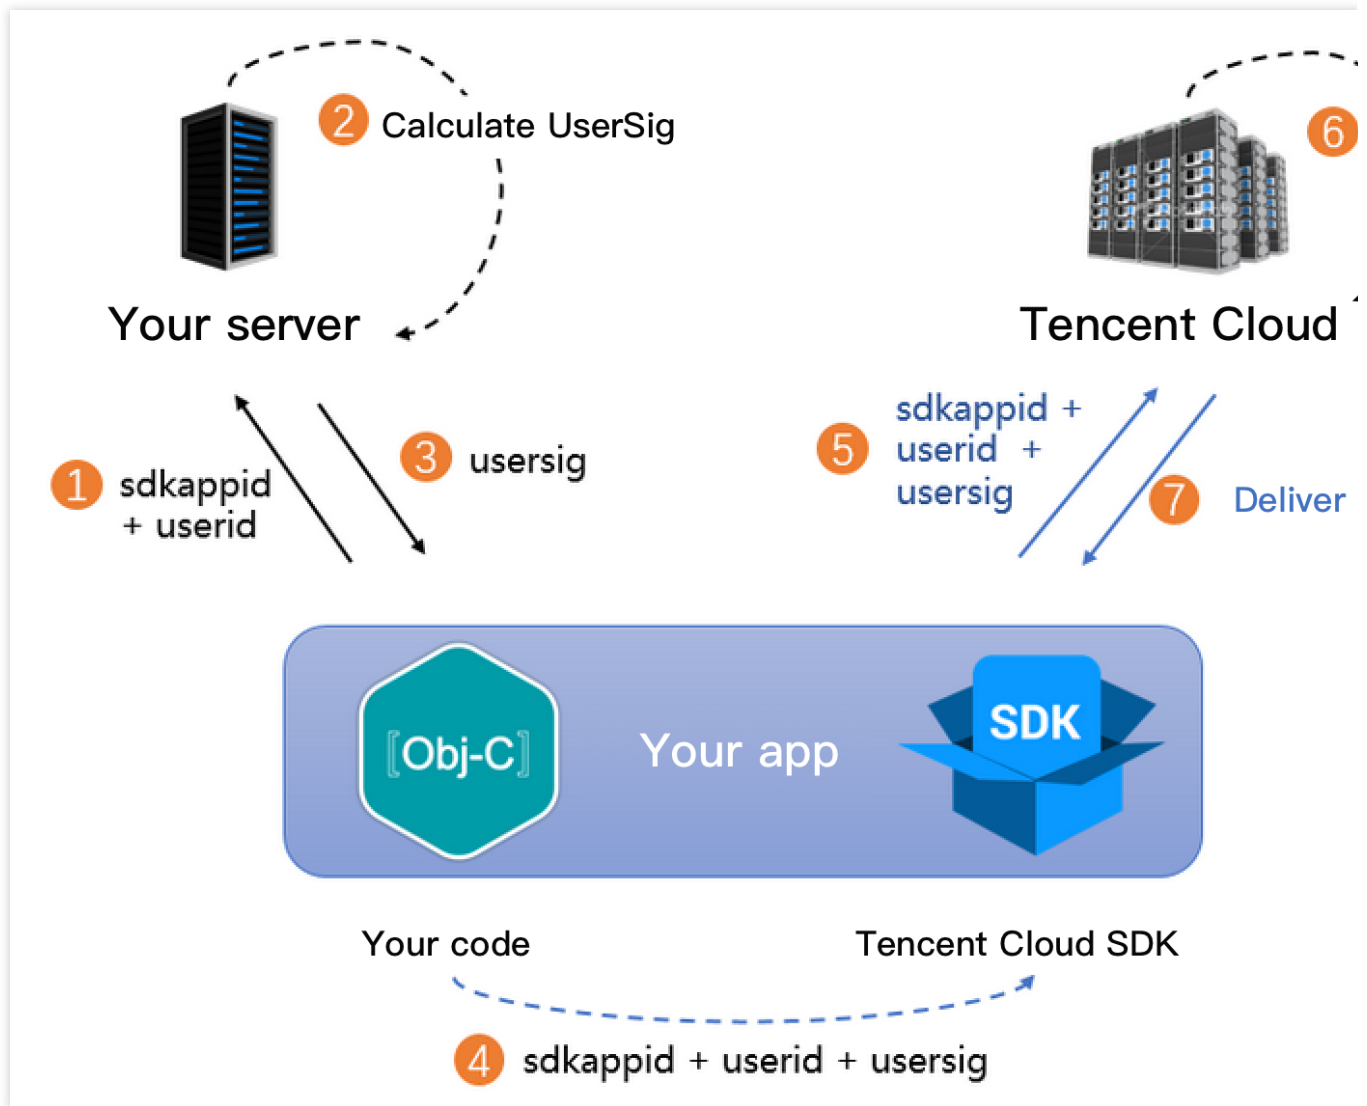 2 Calculate UserSig
6
Your server
Tencent Cloud
1 sdkappid
+ userid
3 usersig
5 sdkappid +
userid +
usersig
7 Deliver
[Obj-C]
Your app
SDK
Your code
Tencent Cloud SDK
4 sdkappid + userid + usersig